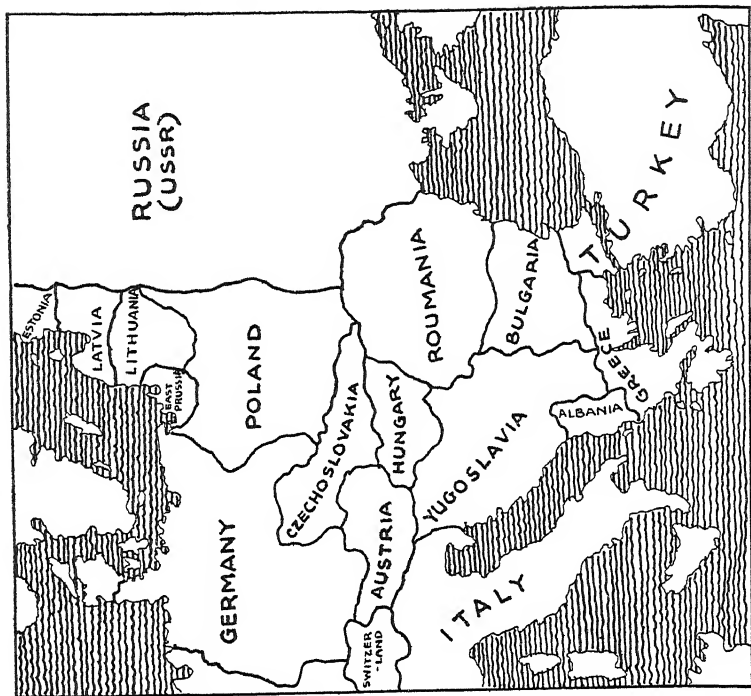 ESTONIA
LATVIA
LITHUANIA
EAST
PRUSSIA
RUSSIA
(USSR)
POLAND
GERMANY
CZECHOSLOVAKIA
AUSTRIA
HUNGARY
SWITZER
-LAND
ROUMANIA
YUGOSLAVIA
BULGARIA
ITALY
ALBANIA
GREECE
TURKEY